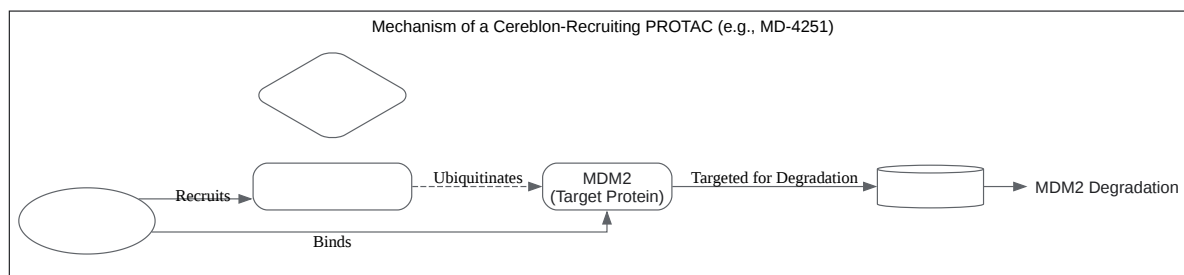 Mechanism of a Cereblon-Recruiting PROTAC (e.g., MD-4251)
Recruits
Ubiquitinates
MDM2
(Target Protein)
Targeted for Degradation
MDM2 Degradation
Binds